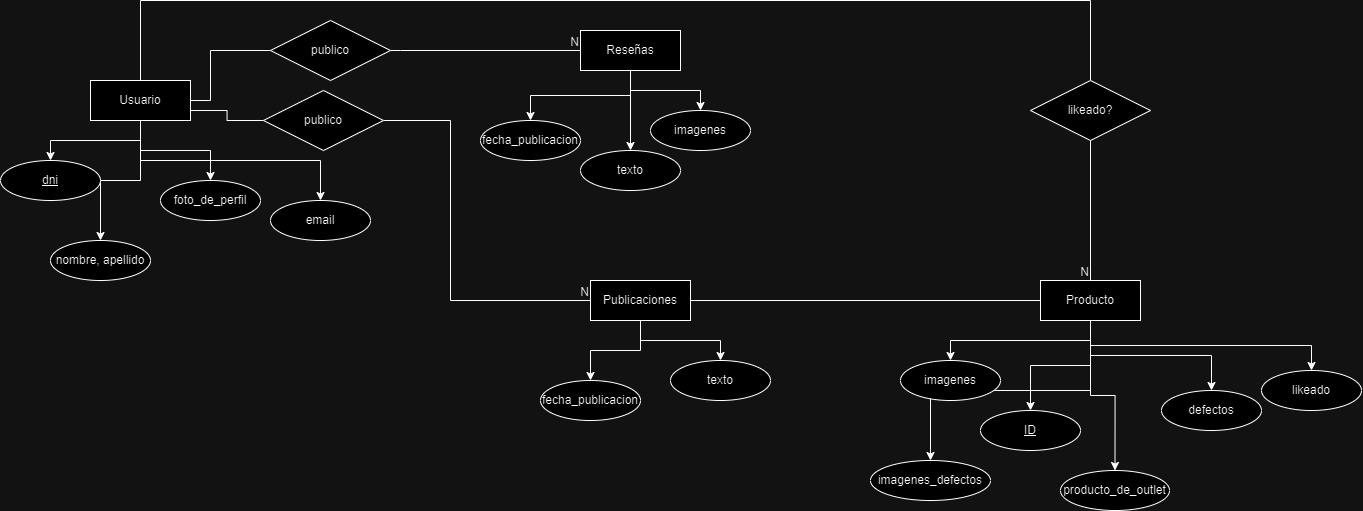 publico
N
Reseñas
Usuario
publico
likeado?
fecha_publicacion
imagenes
texto
dni
foto_de_perfil
email
nombre, apellido
N
Publicaciones
N
Producto
fecha_publicacion
texto
imagenes
likeado
defectos
ID
imagenes_defectos
producto_de_outlet